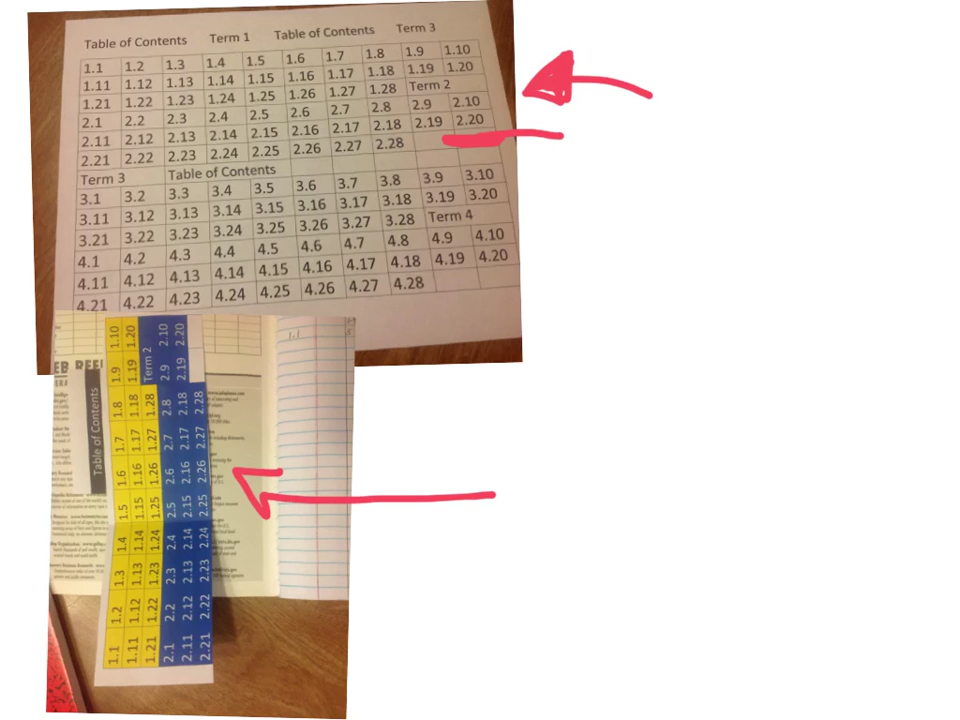 Table of Contents Term 1 Table of Contents Term 3
1.1 1.2 1.3 1.4 1.5 1.6 1.7 1.8 1.9 1.10
1.11 1.12 1.13 1.14 1.15 1.16 1.17 1.18 1.19 1.20
1.21 1.22 1.23 1.24 1.25 1.26 1.27 1.28 Term 2
2.1 2.2 2.3 2.4 2.5 2.6 2.7 2.8 2.9 2.10
2.11 2.12 2.13 2.14 2.15 2.16 2.17 2.18 2.19 2.20
2.21 2.22 2.23 2.24 2.25 2.26 2.27 2.28
Term 3 Table of Contents
3.1 3.2 3.3 3.4 3.5 3.6 3.7 3.8 3.9 3.10
3.11 3.12 3.13 3.14 3.15 3.16 3.17 3.18 3.19 3.20
3.21 3.22 3.23 3.24 3.25 3.26 3.27 3.28 Term 4
4.1 4.2 4.3 4.4 4.5 4.6 4.7 4.8 4.9 4.10
4.11 4.12 4.13 4.14 4.15 4.16 4.17 4.18 4.19 4.20
4.21 4.22 4.23 4.24 4.25 4.26 4.27 4.28
Table of Contents
1.1 1.2 1.3 1.4 1.5 1.6 1.7 1.8 1.9 1.10
1.11 1.12 1.13 1.14 1.15 1.16 1.17 1.18 1.19 1.20
1.21 1.22 1.23 1.24 1.25 1.26 1.27 1.28 Term 2
2.1 2.2 2.3 2.4 2.5 2.6 2.7 2.8 2.9 2.10
2.11 2.12 2.13 2.14 2.15 2.16 2.17 2.18 2.19 2.20
2.21 2.22 2.23 2.24 2.25 2.26 2.27 2.28
1.1